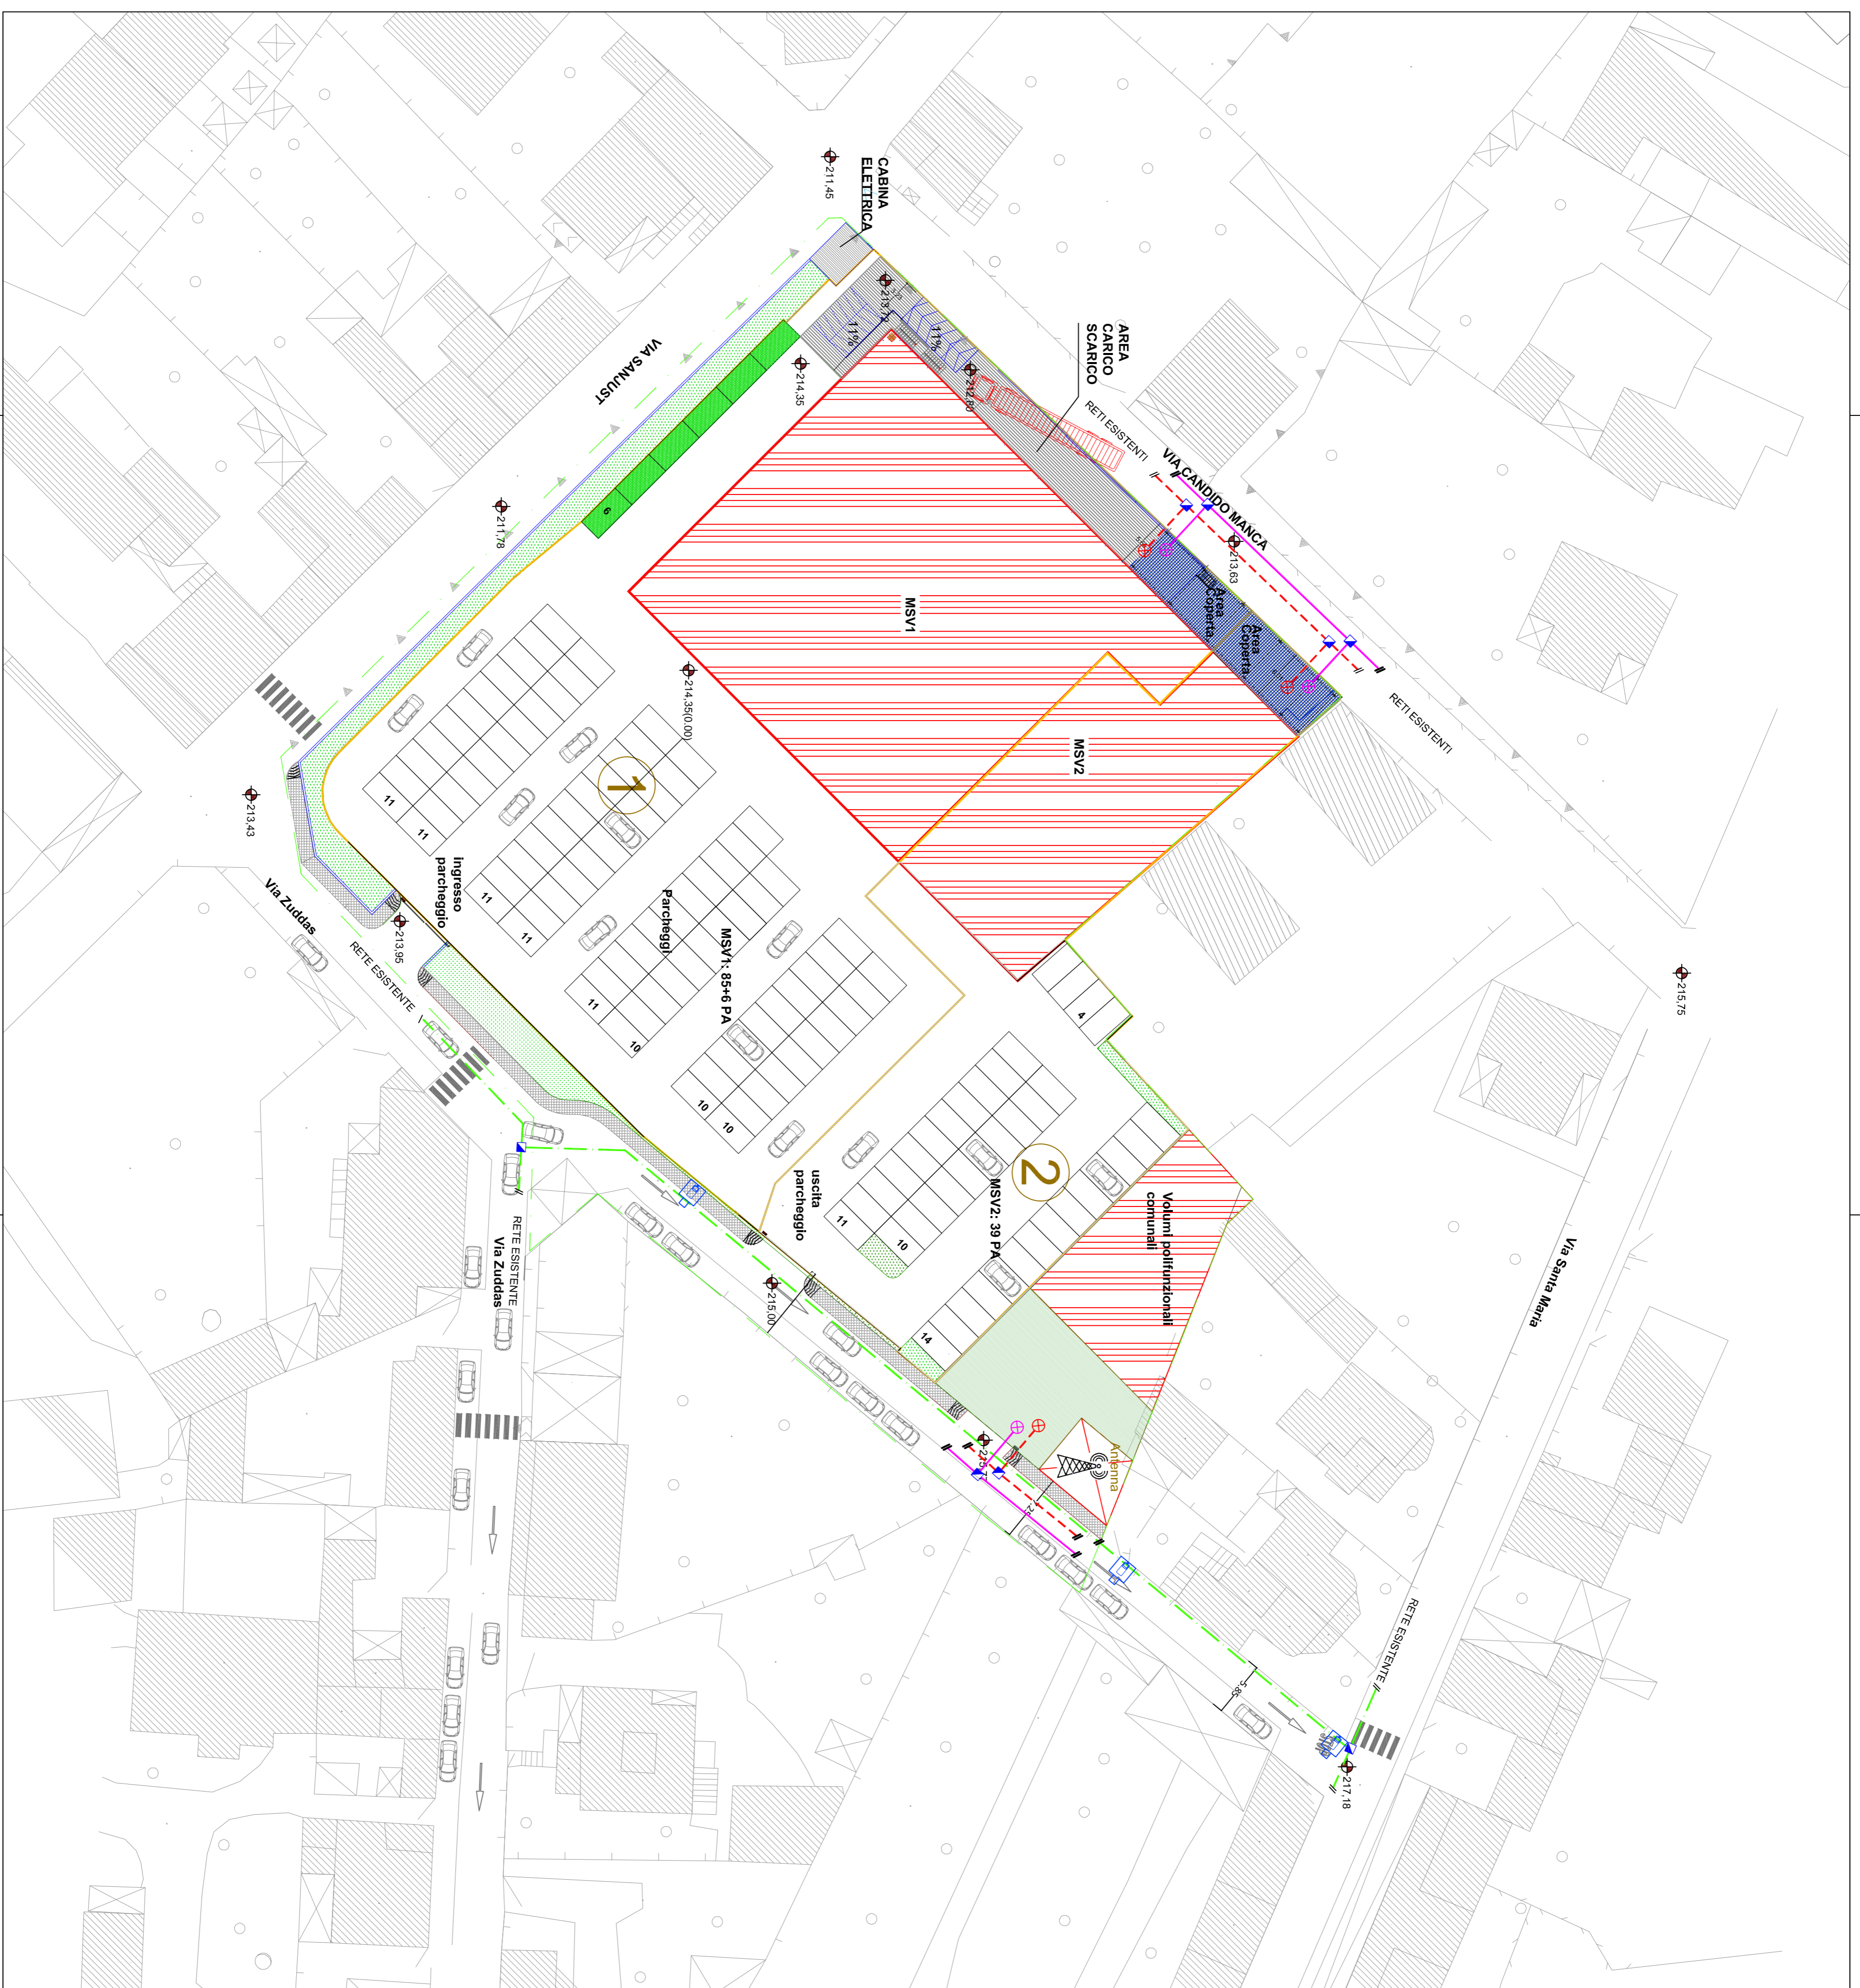 211,45
CABINA
ELETTRICA
213,72
11%
11%
AREA
CARICO
SCARICO
212,80
214,35
VIA SANJUST
RETI ESISTENTI
VIA CANDIDO MANCA
213,63
Area
Coperta
Area
Coperta
RETI ESISTENTI
6
211,78
MSV1
MSV2
214,35(0.00)
1
213,43
11
11
ingresso
parcheggio
11
11
Parcheggi
MSV1: 85+6 PA
11
10
10
10
213,95
Via Zuddas
RETE ESISTENTE
215,75
4
2
MSV2: 39 PA
Volumi polifunzionali
comunali
uscita
parcheggio
11
10
14
215,00
RETE ESISTENTE
Via Zuddas
Via Santa Maria
Antenna
RETE ESISTENTE
5.85
217,18